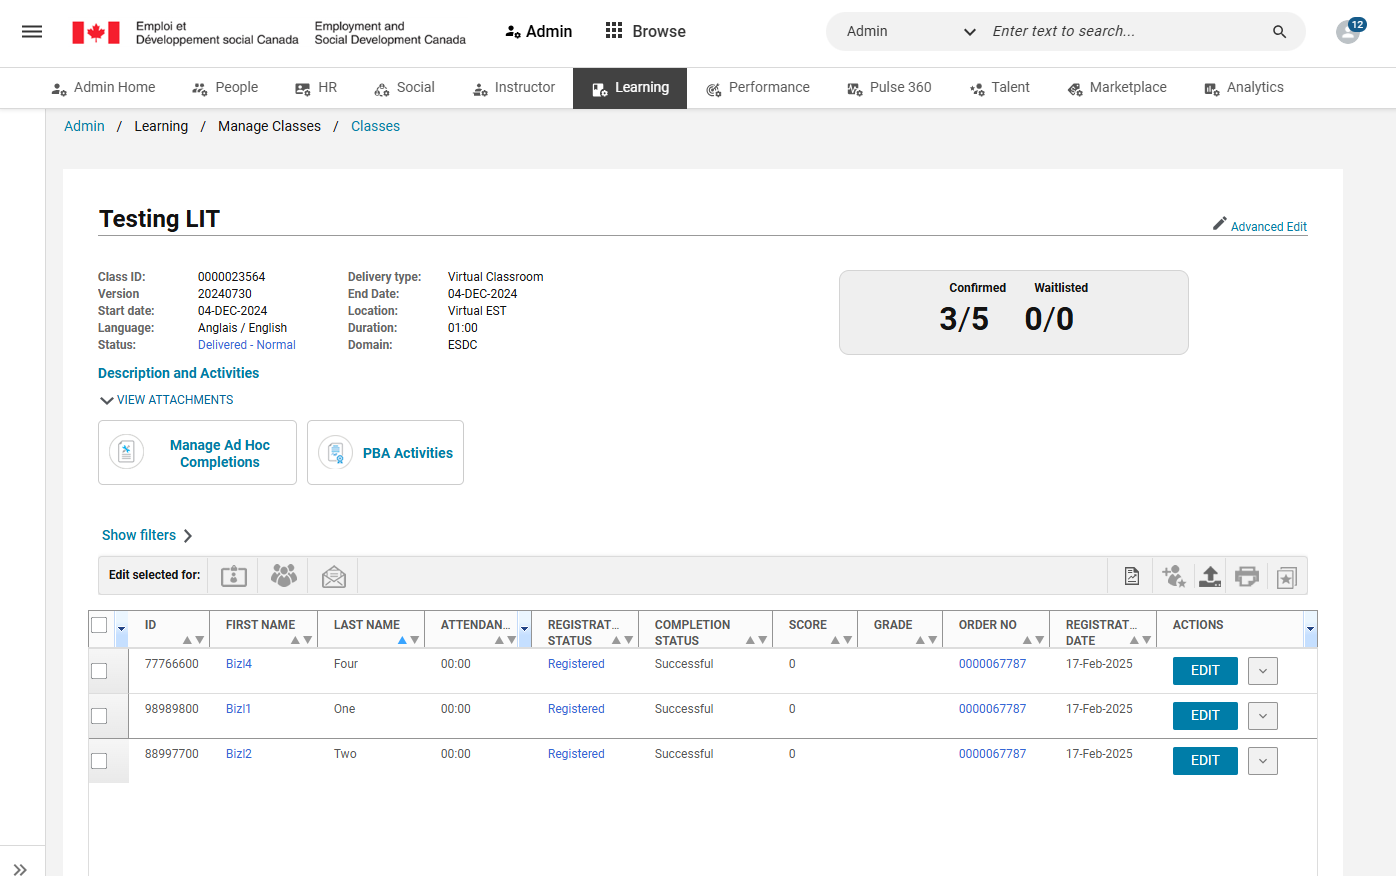 Emploi et
Développement social Canada
Employment and
Social Development Canada
Admin
Browse
Admin
Enter text to search...
12
Admin Home
People
HR
Social
Instructor
Learning
Performance
Pulse 360
Talent
Marketplace
Analytics
Admin / Learning / Manage Classes / Classes
Testing LIT
Advanced Edit
Class ID: 0000023564 Delivery type: Virtual Classroom
Version 20240730 End Date: 04-DEC-2024
Start date: 04-DEC-2024 Location: Virtual EST
Language: Anglais / English Duration: 01:00
Status: Delivered - Normal Domain: ESDC
Confirmed Waitlisted
3/5 0/0
Description and Activities
VIEW ATTACHMENTS
Manage Ad Hoc
Completions
PBA Activities
Show filters
Edit selected for:
ID FIRST NAME LAST NAME ATTENDAN... REGISTRAT... COMPLETION SCORE GRADE ORDER NO REGISTRAT... ACTIONS
STATUS STATUS DATE
77766600 Bizl4 Four 00:00 Registered Successful 0 0000067787 17-Feb-2025 EDIT
98989800 Bizl1 One 00:00 Registered Successful 0 0000067787 17-Feb-2025 EDIT
88997700 Bizl2 Two 00:00 Registered Successful 0 0000067787 17-Feb-2025 EDIT